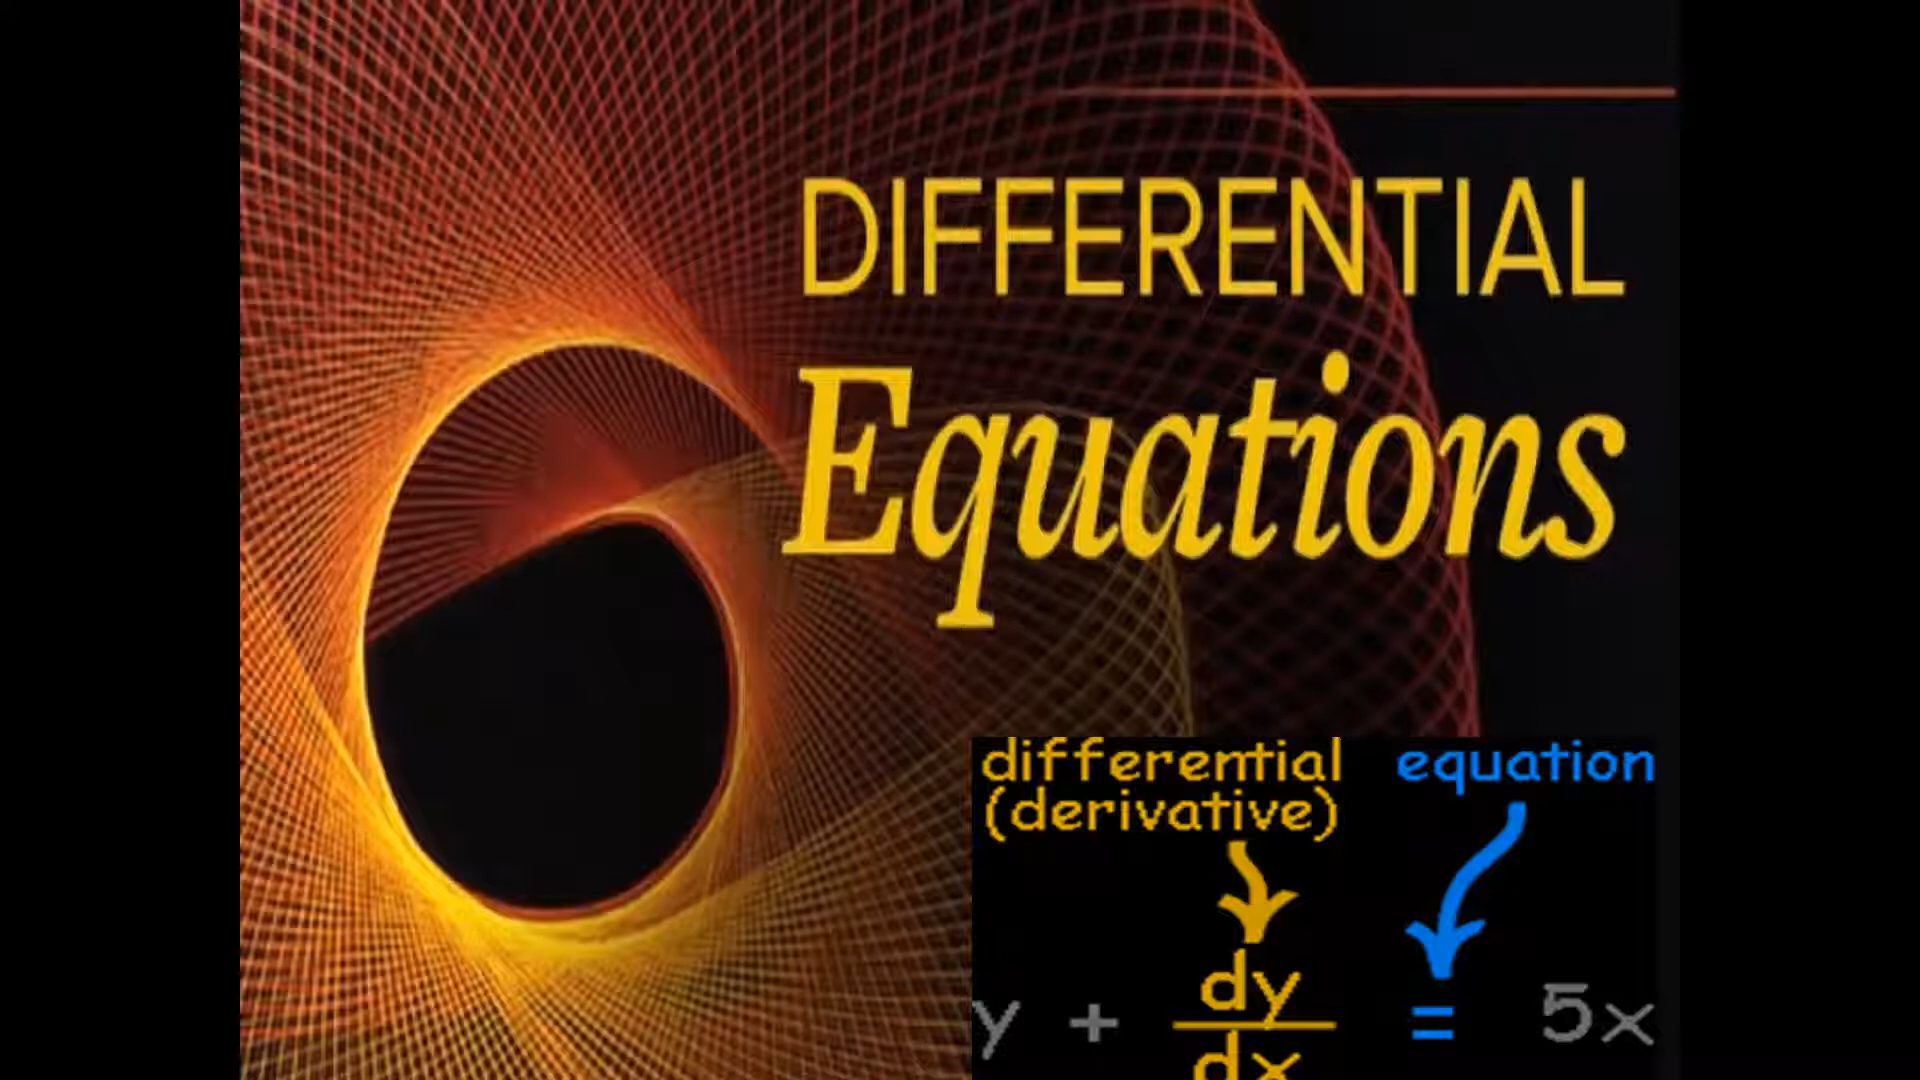 DIFFERENTIAL
Equations
differential equation
(derivative)
dy
y + = 5x
dx